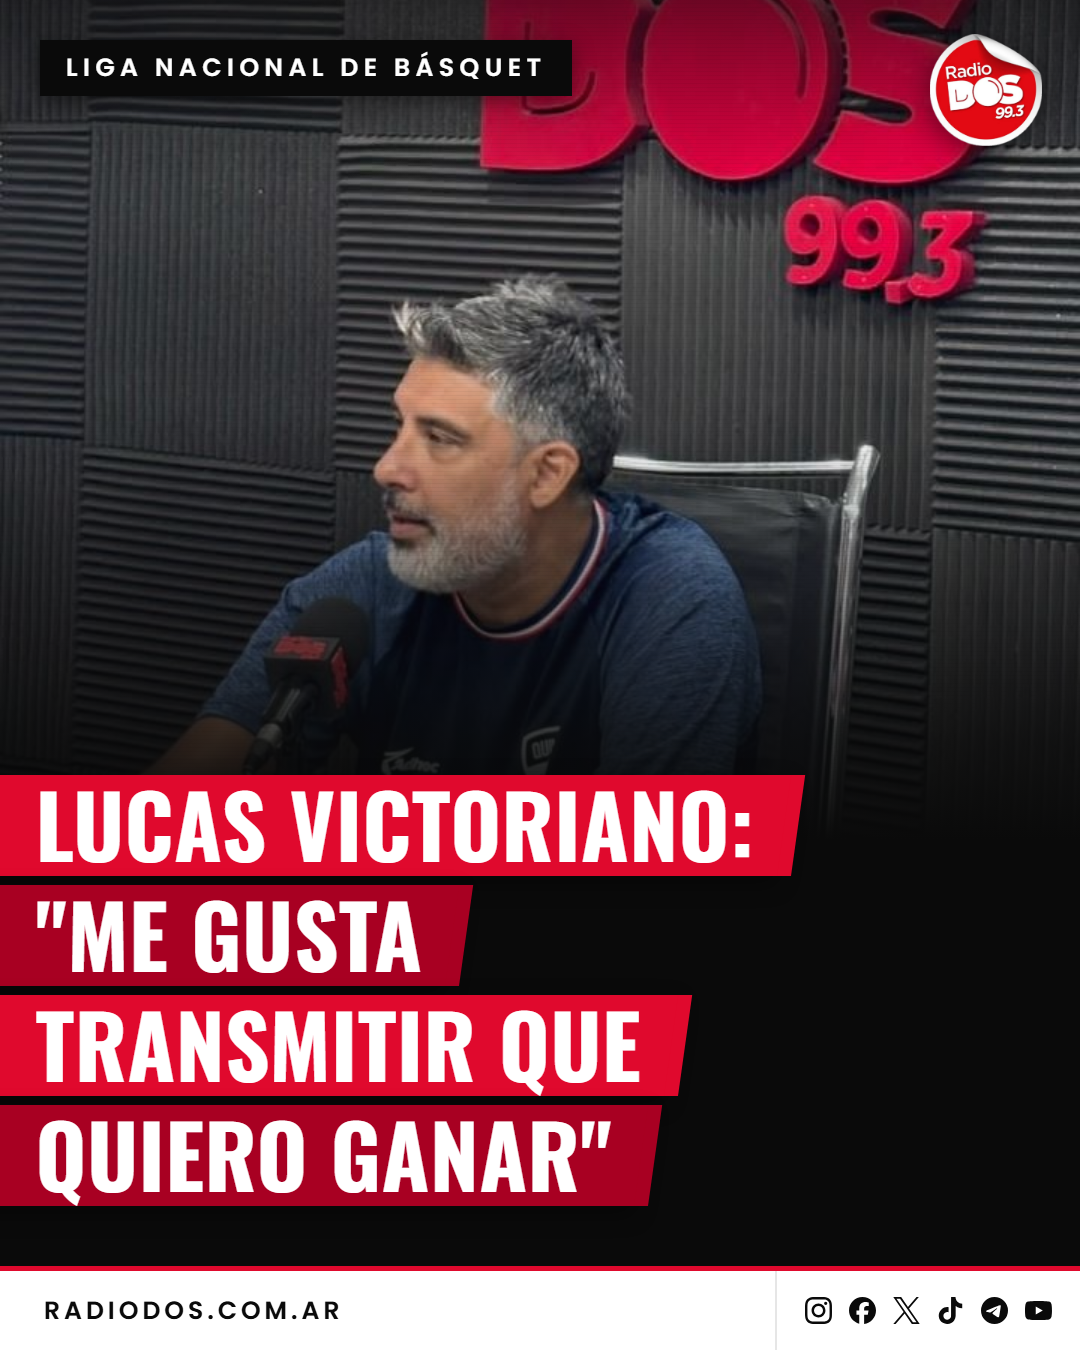 LIGA NACIONAL DE BÁSQUET
Radio
DOS
99.3
DOS
99.3
LUCAS VICTORIANO:
"ME GUSTA
TRANSMITIR QUE
QUIERO GANAR"
RADIODOS.COM.AR